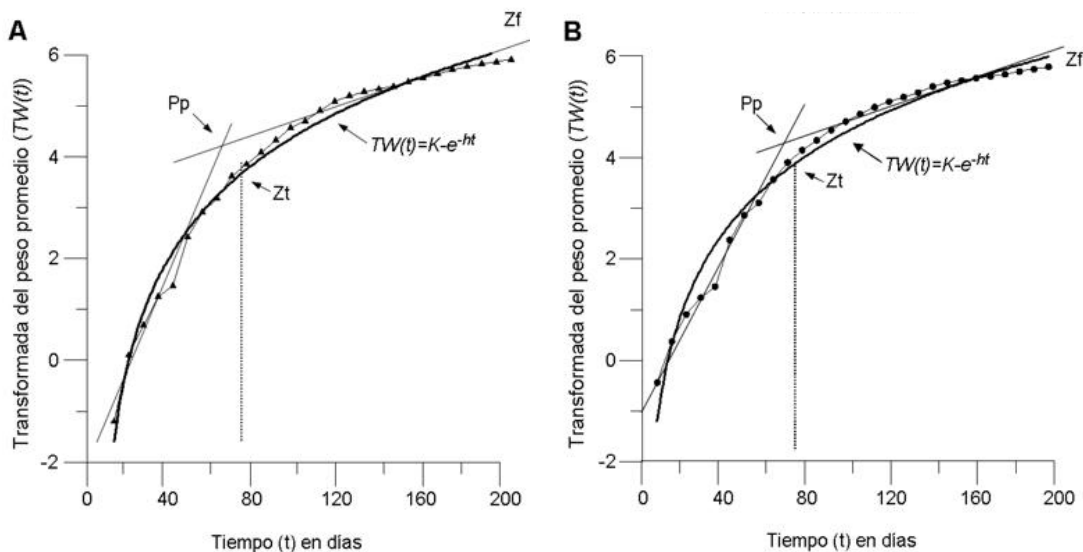 A
Zf
6
Pp
4
TW(t)=K-e-ht
Zt
2
0
-2
0
40
80
120
160
200
Transformada del peso promedio (TW(t))
Tiempo (t) en días
B
6
Zf
Pp
4
TW(t)=K-e-ht
Zt
2
0
-2
0
40
80
120
160
200
Transformada del peso promedio (TW(t))
Tiempo (t) en días